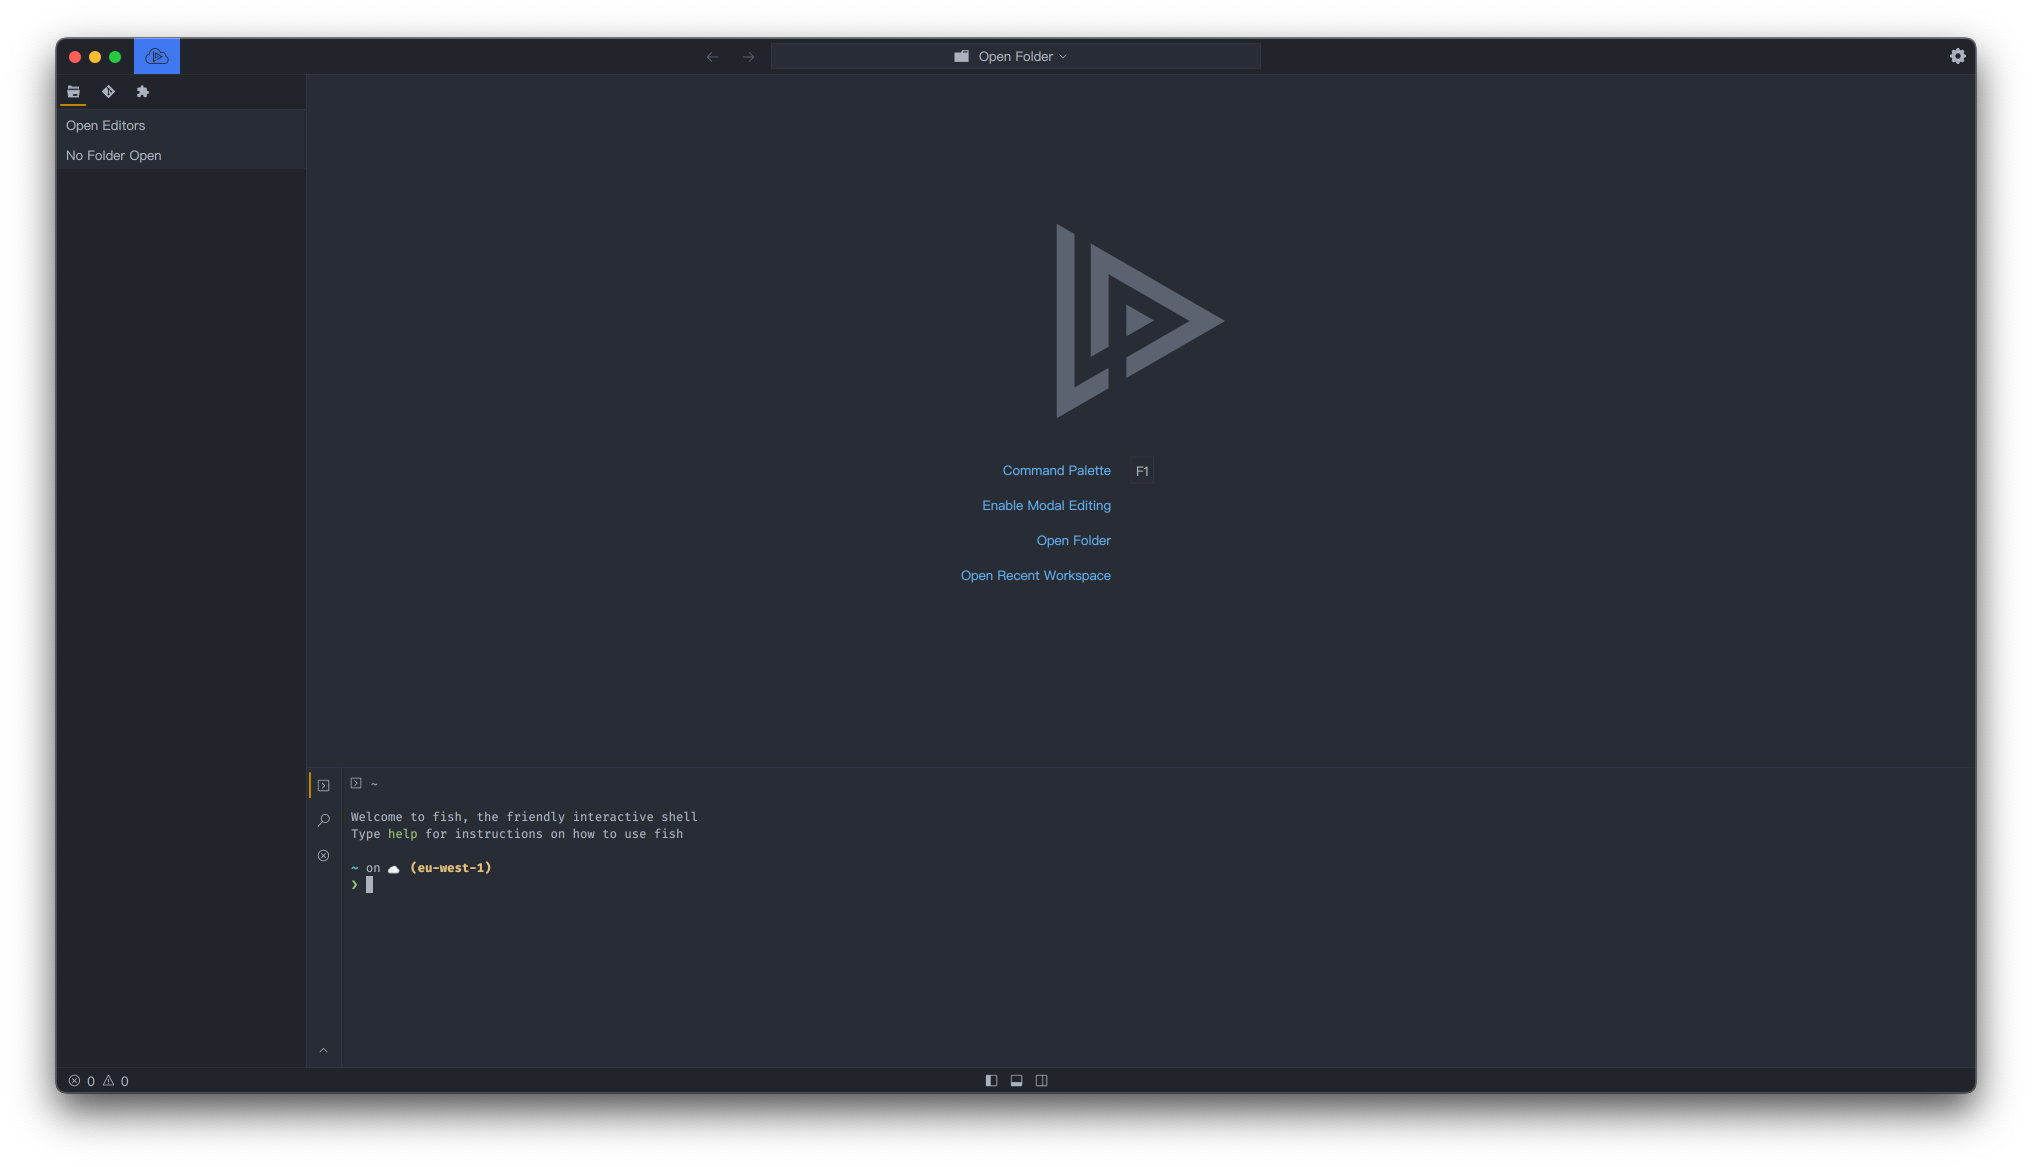 Open Folder
Open Editors
No Folder Open
Command Palette F1
Enable Modal Editing
Open Folder
Open Recent Workspace
~
Welcome to fish, the friendly interactive shell
Type help for instructions on how to use fish
~ on ☁️ (eu-west-1)
❯
0 0